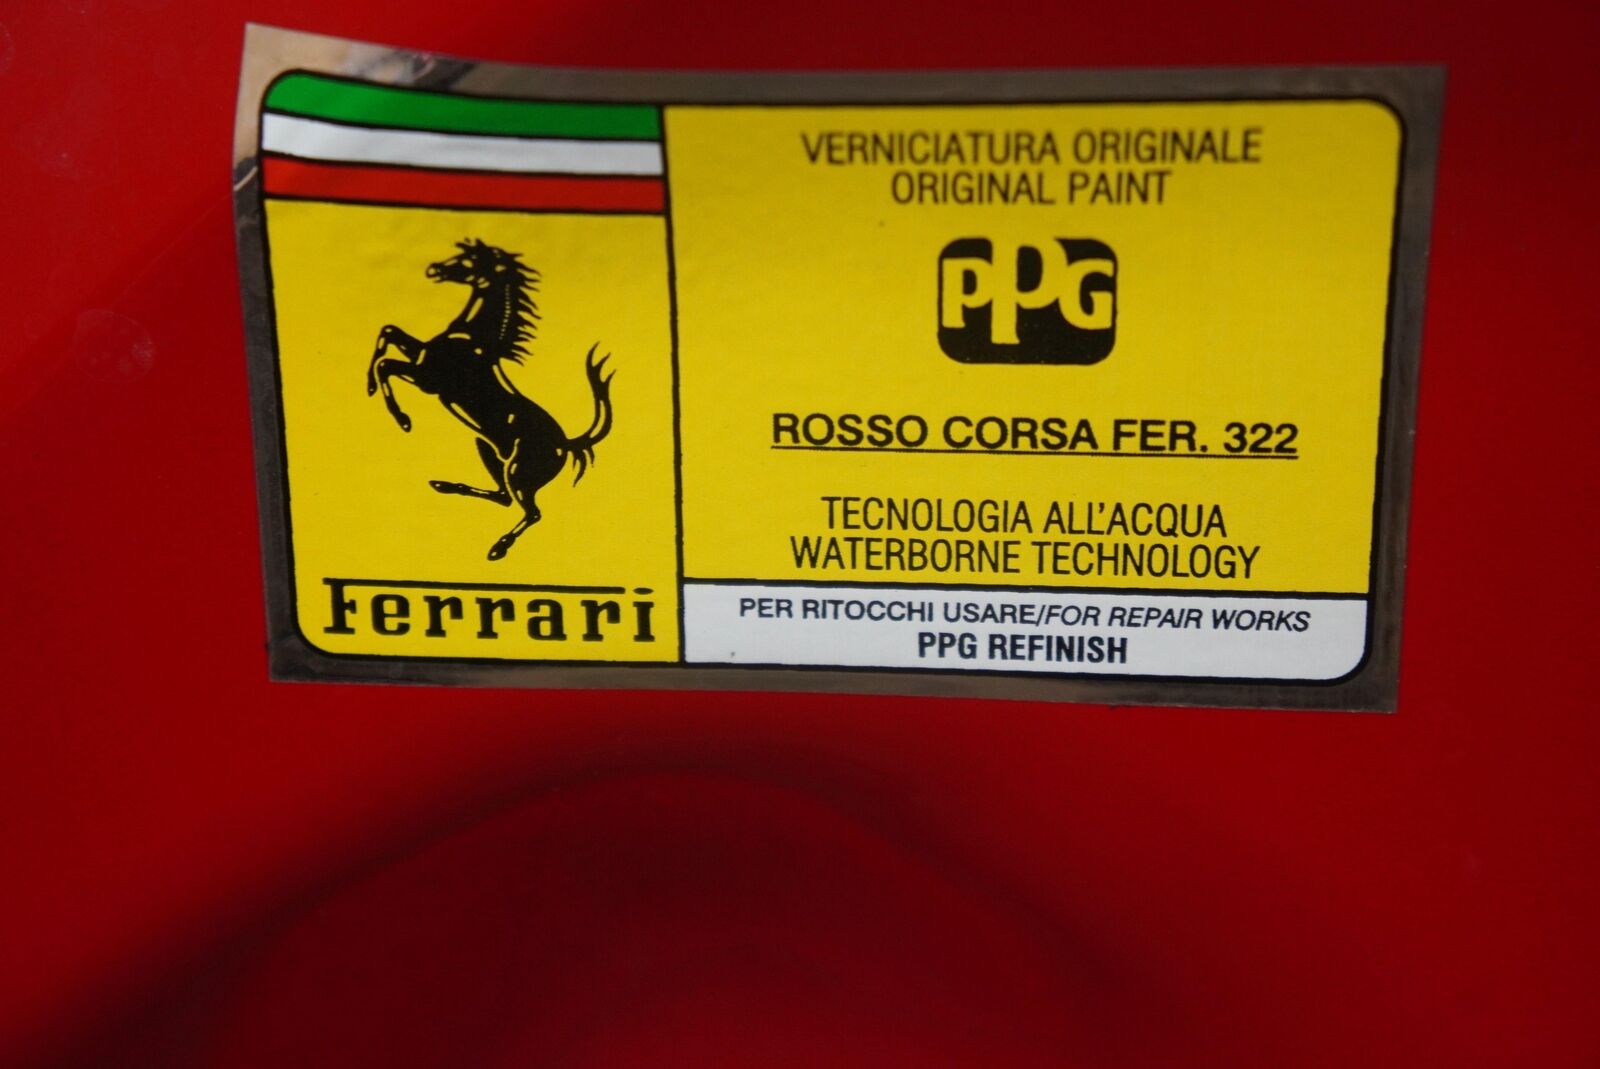 Ferrari
VERNICIATURA ORIGINALE
ORIGINAL PAINT
PPG
ROSSO CORSA FER. 322
TECNOLOGIA ALL'ACQUA
WATERBORNE TECHNOLOGY
PER RITOCCHI USARE/FOR REPAIR WORKS
PPG REFINISH